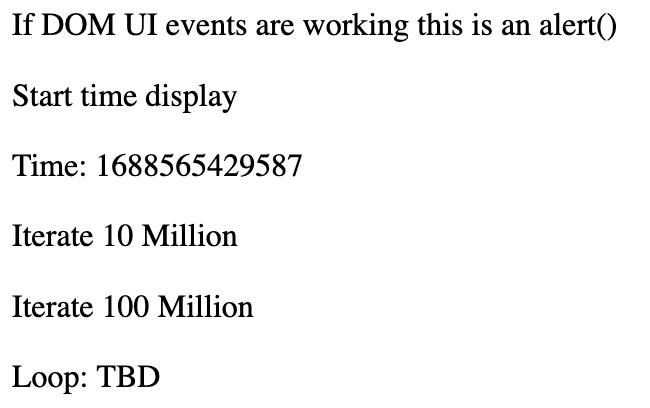 If DOM UI events are working this is an alert()
Start time display
Time: 1688565429587
Iterate 10 Million
Iterate 100 Million
Loop: TBD